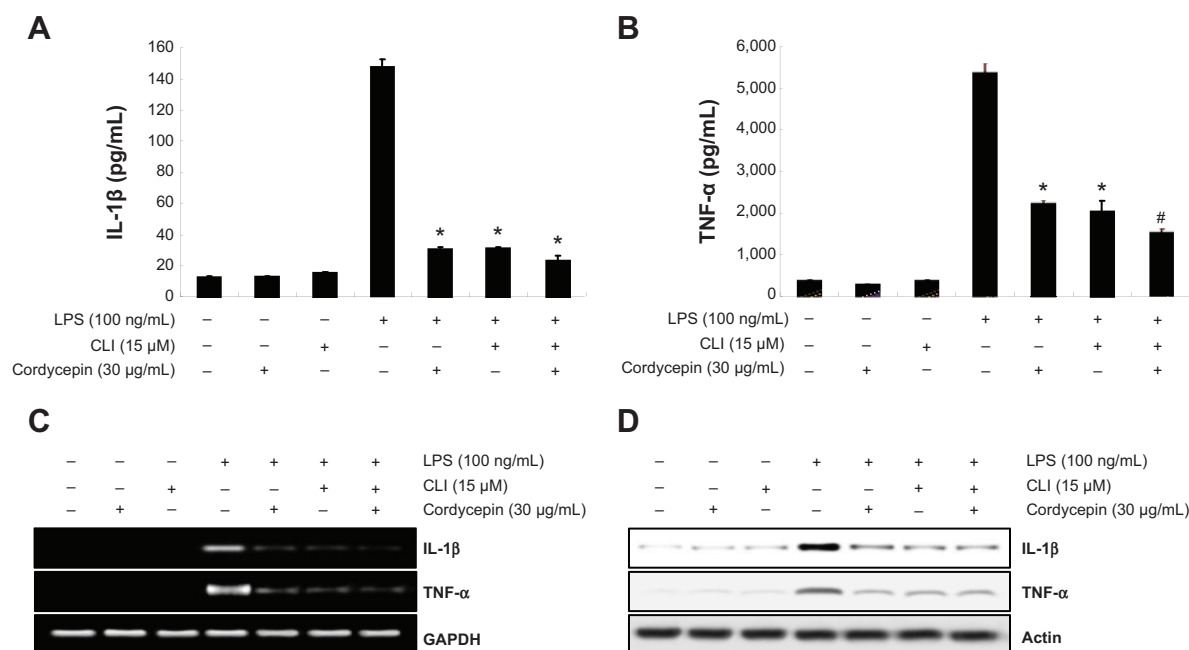 A
IL-1β (pg/mL)
160
140
120
100
80
60
40
20
0
* * *
LPS (100 ng/mL) – – – + + + +
CLI (15 µM) – – + – – + +
Cordycepin (30 µg/mL) – + – – + – +
B
TNF-α (pg/mL)
6,000
5,000
4,000
3,000
2,000
1,000
0
* * #
LPS (100 ng/mL) – – – + + + +
CLI (15 µM) – – + – – + +
Cordycepin (30 µg/mL) – + – – + – +
C
– – – + + + + LPS (100 ng/mL)
– – + – – + + CLI (15 µM)
– + – – + – + Cordycepin (30 µg/mL)
IL-1β
TNF-α
GAPDH
D
– – – + + + + LPS (100 ng/mL)
– – + – – + + CLI (15 µM)
– + – – + – + Cordycepin (30 µg/mL)
IL-1β
TNF-α
Actin